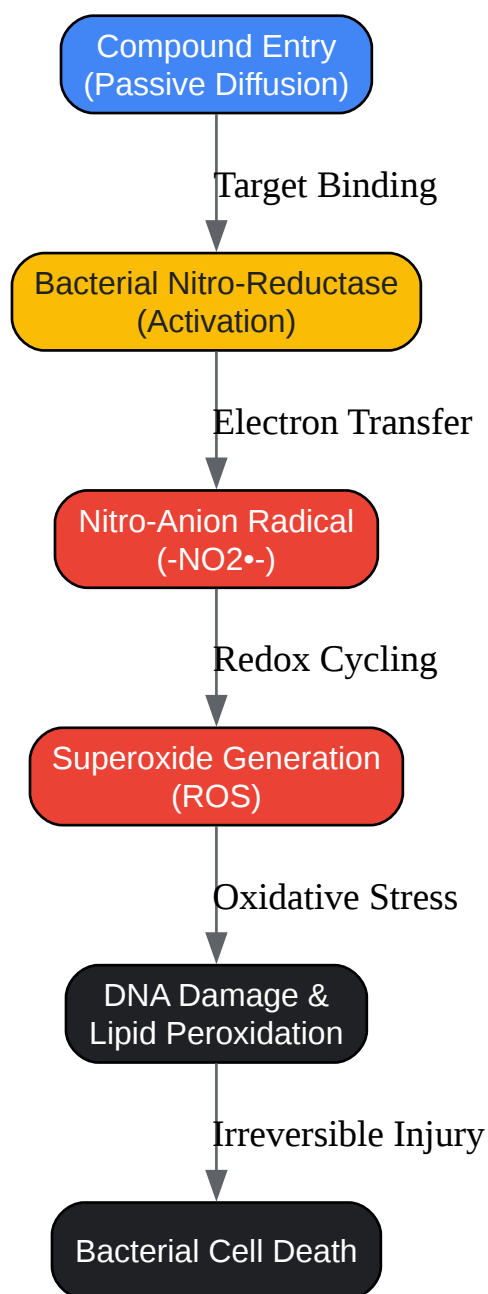 Compound Entry
(Passive Diffusion)
Target Binding
Bacterial Nitro-Reductase
(Activation)
Electron Transfer
Nitro-Anion Radical
(-NO2•-)
Redox Cycling
Superoxide Generation
(ROS)
Oxidative Stress
DNA Damage &
Lipid Peroxidation
Irreversible Injury
Bacterial Cell Death